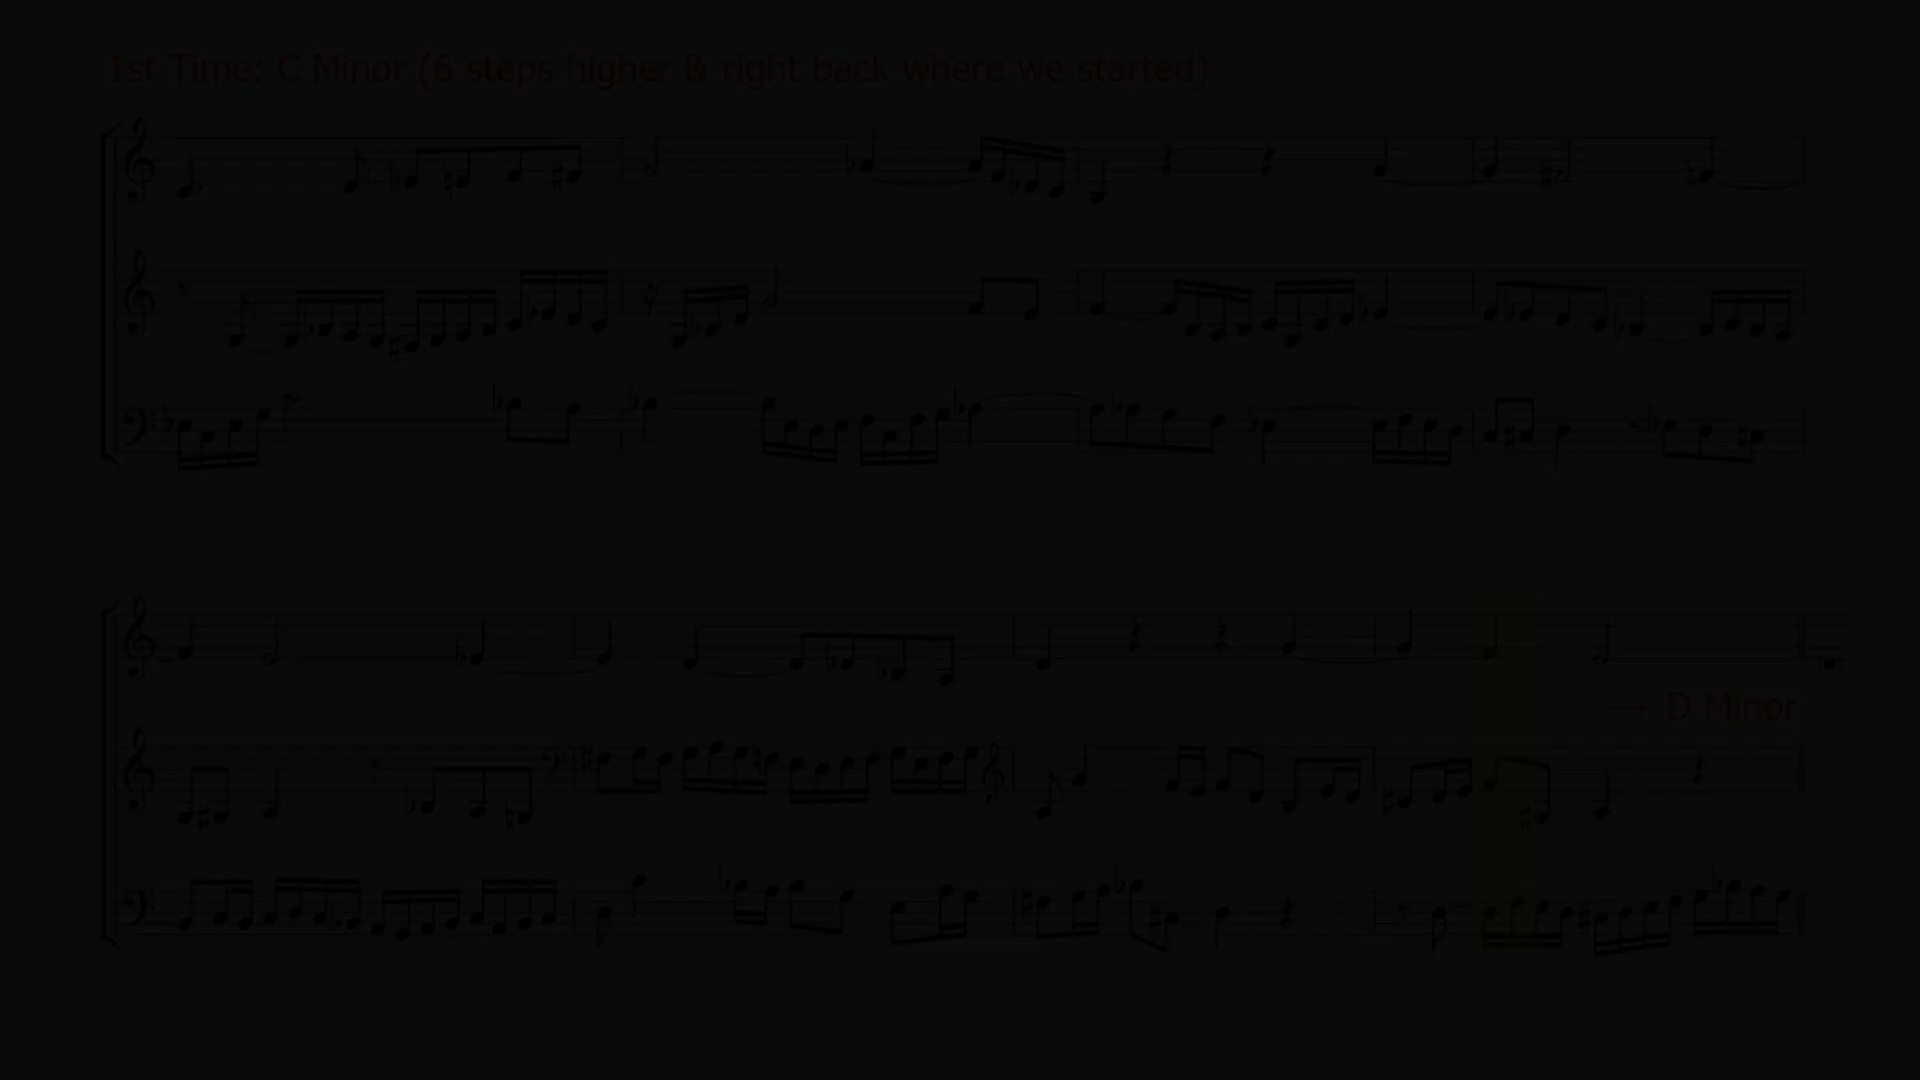 1st Time: C Minor (6 steps higher & right back where we started)
→ D Minor